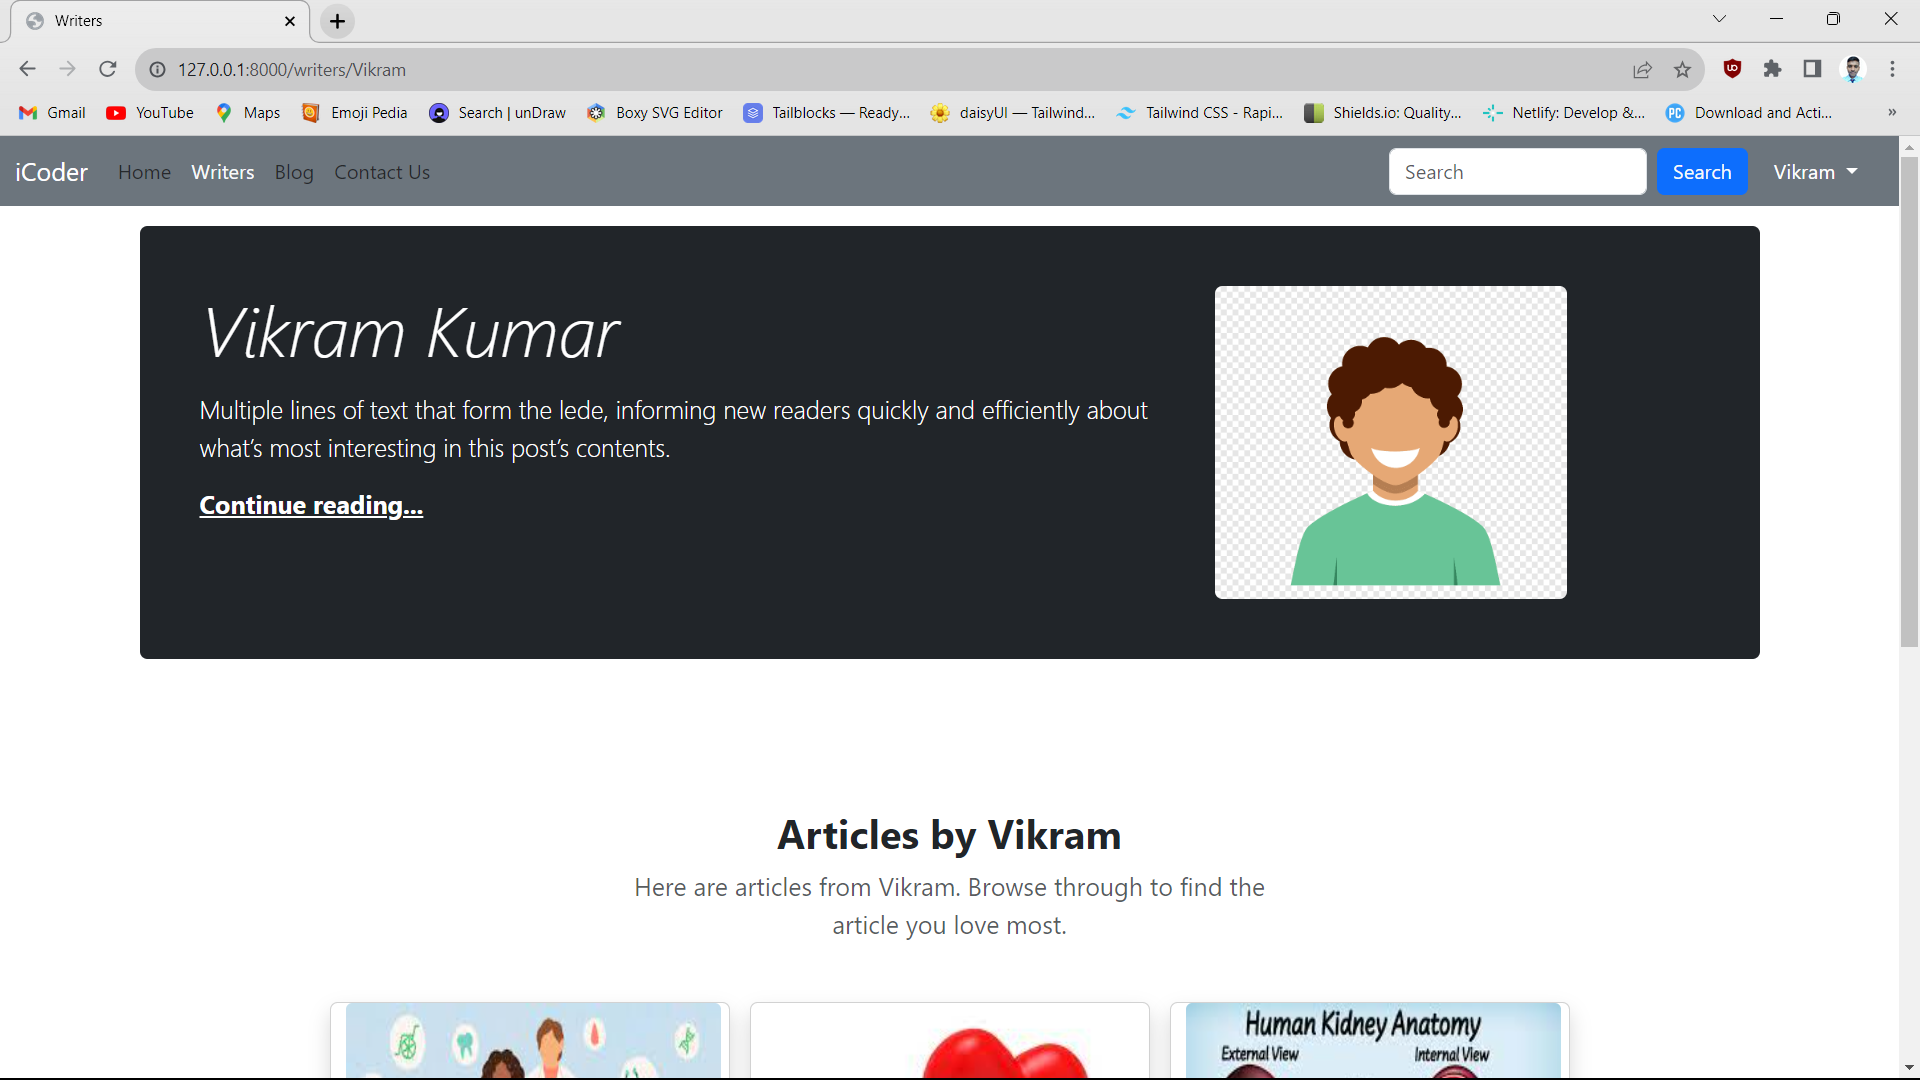 Writers
127.0.0.1:8000/writers/Vikram
Gmail YouTube Maps Emoji Pedia Search | unDraw Boxy SVG Editor Tailblocks — Ready... daisyUI — Tailwind... Tailwind CSS - Rapi... Shields.io: Quality... Netlify: Develop &... PC Download and Acti... »
iCoder Home Writers Blog Contact Us Search Search Vikram
Vikram Kumar
Multiple lines of text that form the lede, informing new readers quickly and efficiently about
what’s most interesting in this post’s contents.
Continue reading...
Articles by Vikram
Here are articles from Vikram. Browse through to find the
article you love most.
Human Kidney Anatomy
External View Internal View